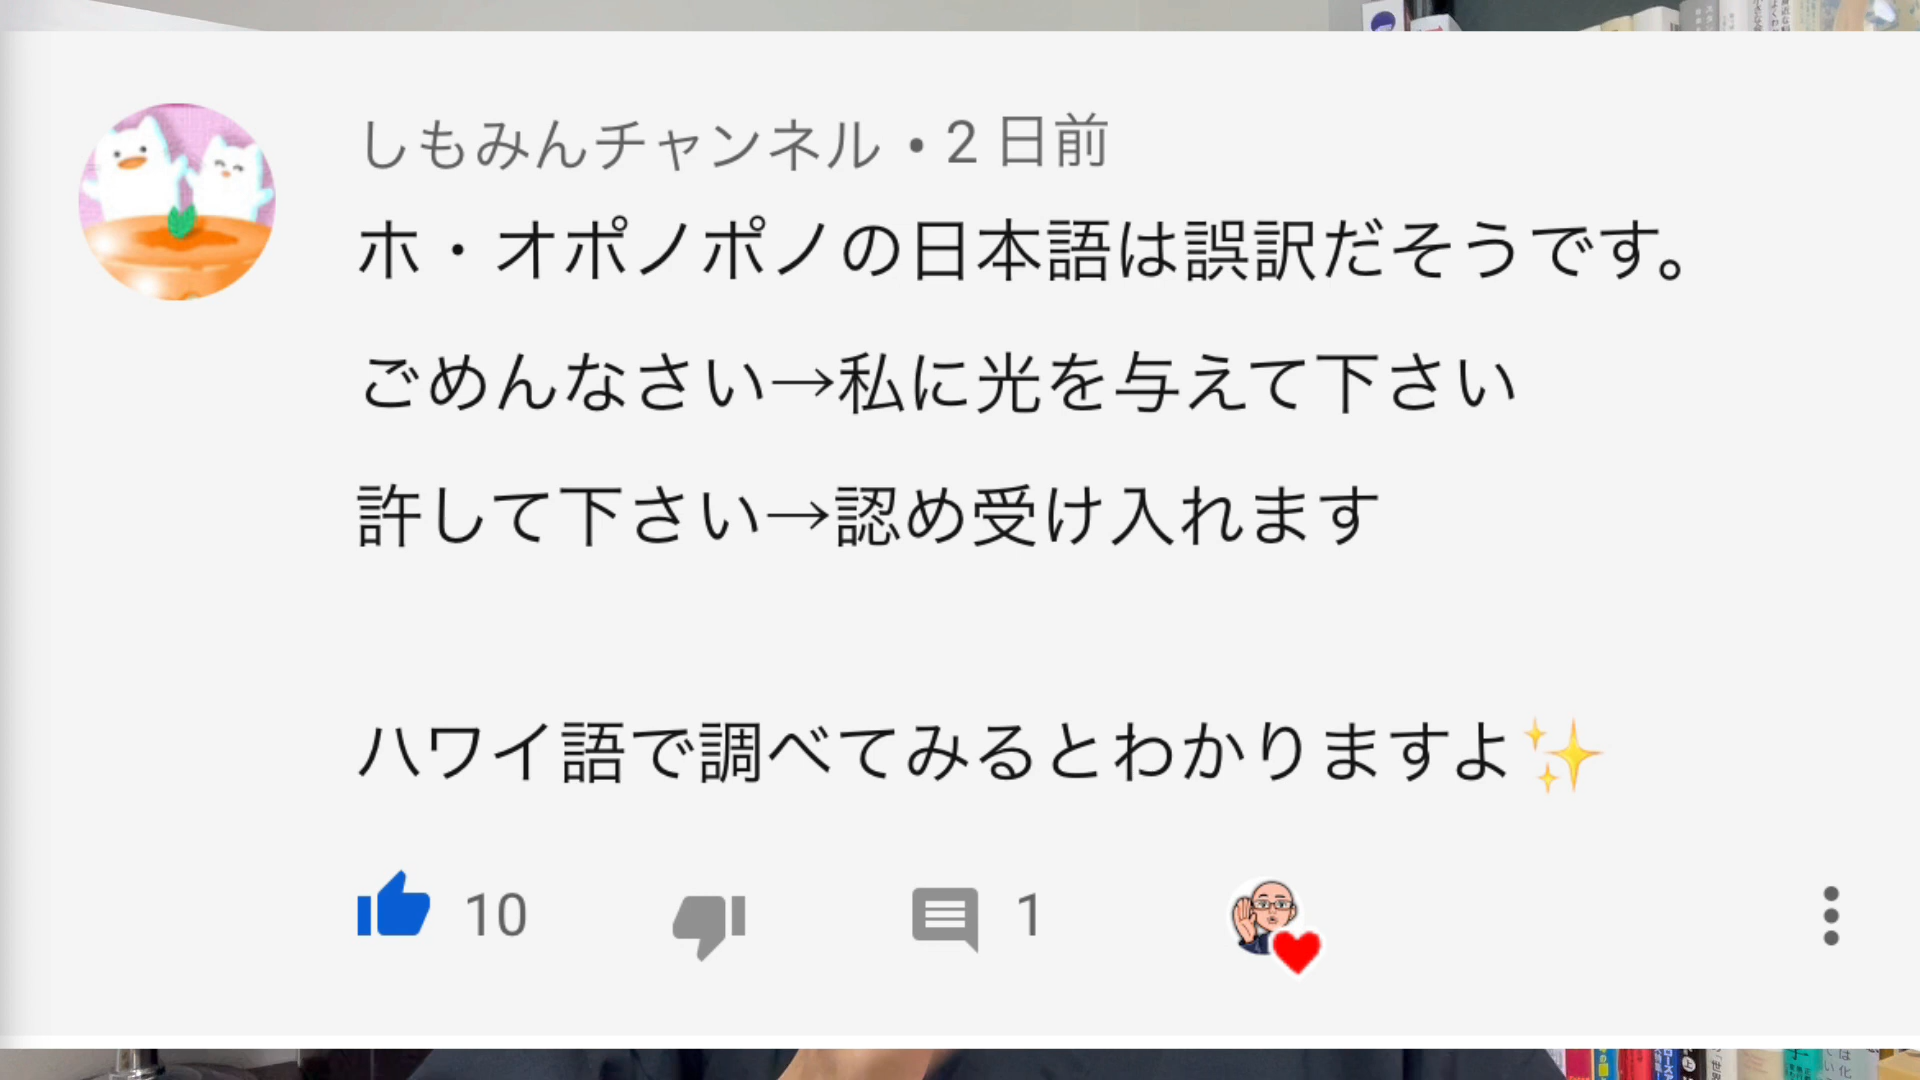 しもみんチャンネル • 2 日前
ホ・オポノポノの日本語は誤訳だそうです。
ごめんなさい→私に光を与えて下さい
許して下さい→認め受け入れます
ハワイ語で調べてみるとわかりますよ✨
10
1